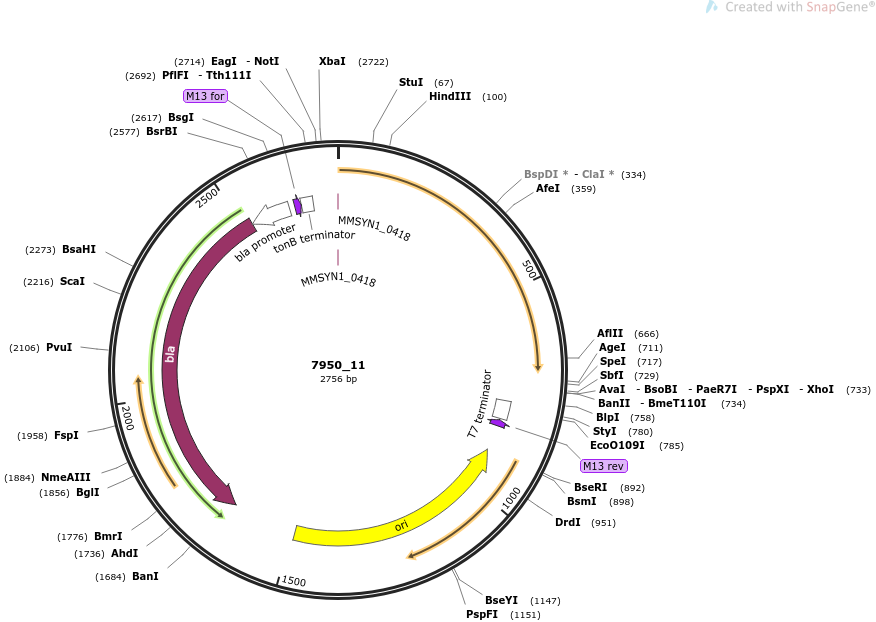 Created with SnapGene®
(2714) EagI - NotI
XbaI (2722)
(2692) PflFI - Tth111I
StuI (67)
M13 for
HindIII (100)
(2617) BsgI
(2577) BsrBI
BspDI * - ClaI * (334)
AfeI (359)
2500
MMSYN1_0418
bla promoter
tonB terminator
(2273) BsaHI
500
(2216) ScaI
MMSYN1_0418
AflII (666)
(2106) PvuI
AgeI (711)
bla
7950_11
SpeI (717)
SbfI (729)
2756 bp
AvaI - BsoBI - PaeR7I - PspXI - XhoI (733)
T7 terminator
BanII - BmeT110I (734)
2000
BlpI (758)
StyI (780)
(1958) FspI
EcoO109I (785)
M13 rev
(1884) NmeAIII
BseRI (892)
(1856) BglI
1000
BsmI (898)
DrdI (951)
ori
(1776) BmrI
(1736) AhdI
(1684) BanI
1500
BseYI (1147)
PspFI (1151)